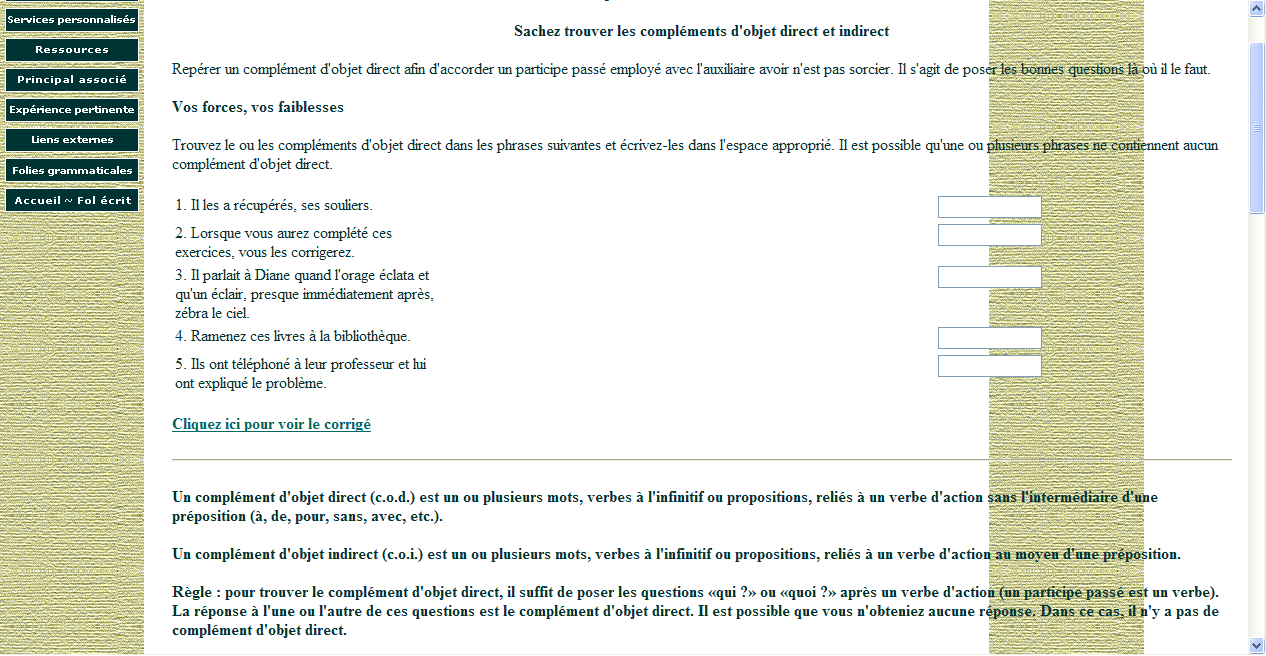 Services personnalisés
Ressources
Principal associé
Expérience pertinente
Liens externes
Folies grammaticales
Accueil ~ Fol écrit
Sachez trouver les compléments d'objet direct et indirect
Repérer un complément d'objet direct afin d'accorder un participe passé employé avec l'auxiliaire avoir n'est pas sorcier. Il s'agit de poser les bonnes questions là où il le faut.
Vos forces, vos faiblesses
Trouvez le ou les compléments d'objet direct dans les phrases suivantes et écrivez-les dans l'espace approprié. Il est possible qu'une ou plusieurs phrases ne contiennent aucun
complément d'objet direct.
1. Il les a récupérés, ses souliers.
2. Lorsque vous aurez complété ces
exercices, vous les corrigerez.
3. Il parlait à Diane quand l'orage éclata et
qu'un éclair, presque immédiatement après,
zébra le ciel.
4. Ramenez ces livres à la bibliothèque.
5. Ils ont téléphoné à leur professeur et lui
ont expliqué le problème.
Cliquez ici pour voir le corrigé
Un complément d'objet direct (c.o.d.) est un ou plusieurs mots, verbes à l'infinitif ou propositions, reliés à un verbe d'action sans l'intermédiaire d'une
préposition (à, de, pour, sans, avec, etc.).
Un complément d'objet indirect (c.o.i.) est un ou plusieurs mots, verbes à l'infinitif ou propositions, reliés à un verbe d'action au moyen d'une préposition.
Règle : pour trouver le complément d'objet direct, il suffit de poser les questions «qui ?» ou «quoi ?» après un verbe d'action (un participe passé est un verbe).
La réponse à l'une ou l'autre de ces questions est le complément d'objet direct. Il est possible que vous n'obteniez aucune réponse. Dans ce cas, il n'y a pas de
complément d'objet direct.